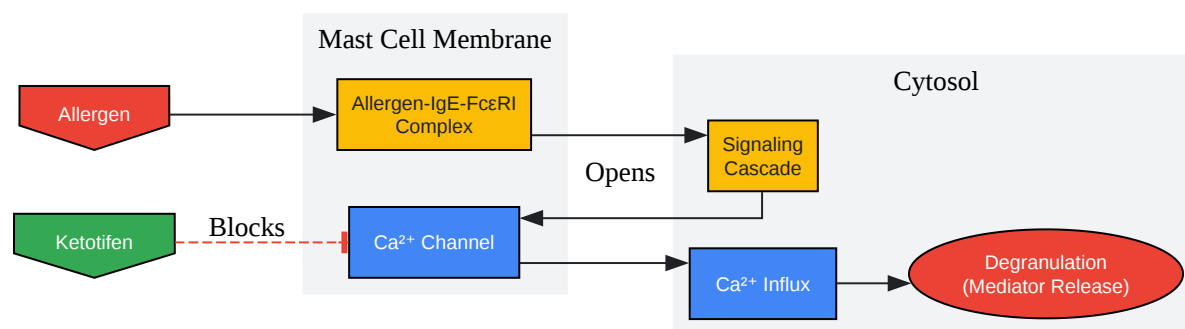 Mast Cell Membrane
Cytosol
Allergen
Allergen-IgE-FcεRI
Complex
Signaling
Cascade
Opens
Ketotifen
Blocks
Ca²⁺ Channel
Ca²⁺ Influx
Degranulation
(Mediator Release)